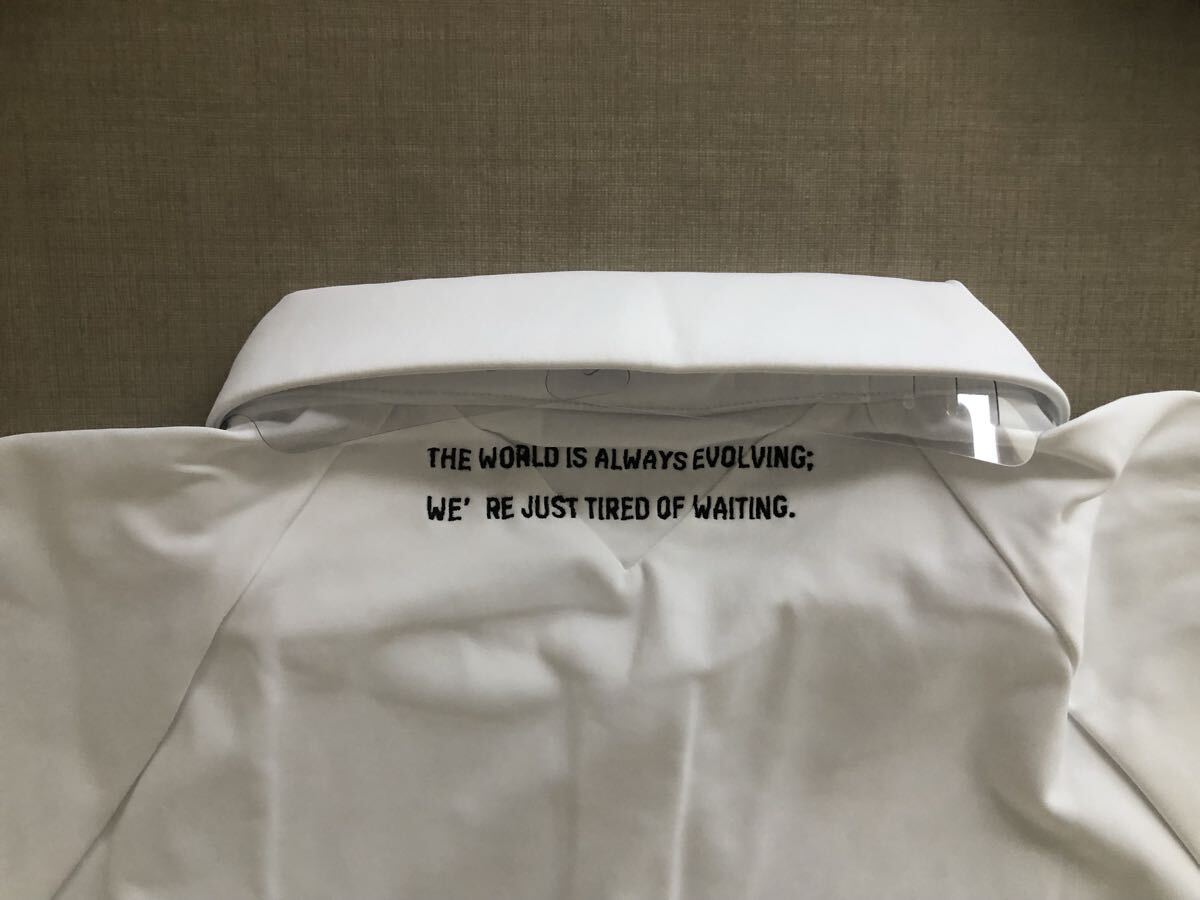 THE WORLD IS ALWAYS EVOLVING;
WE' RE JUST TIRED OF WAITING.